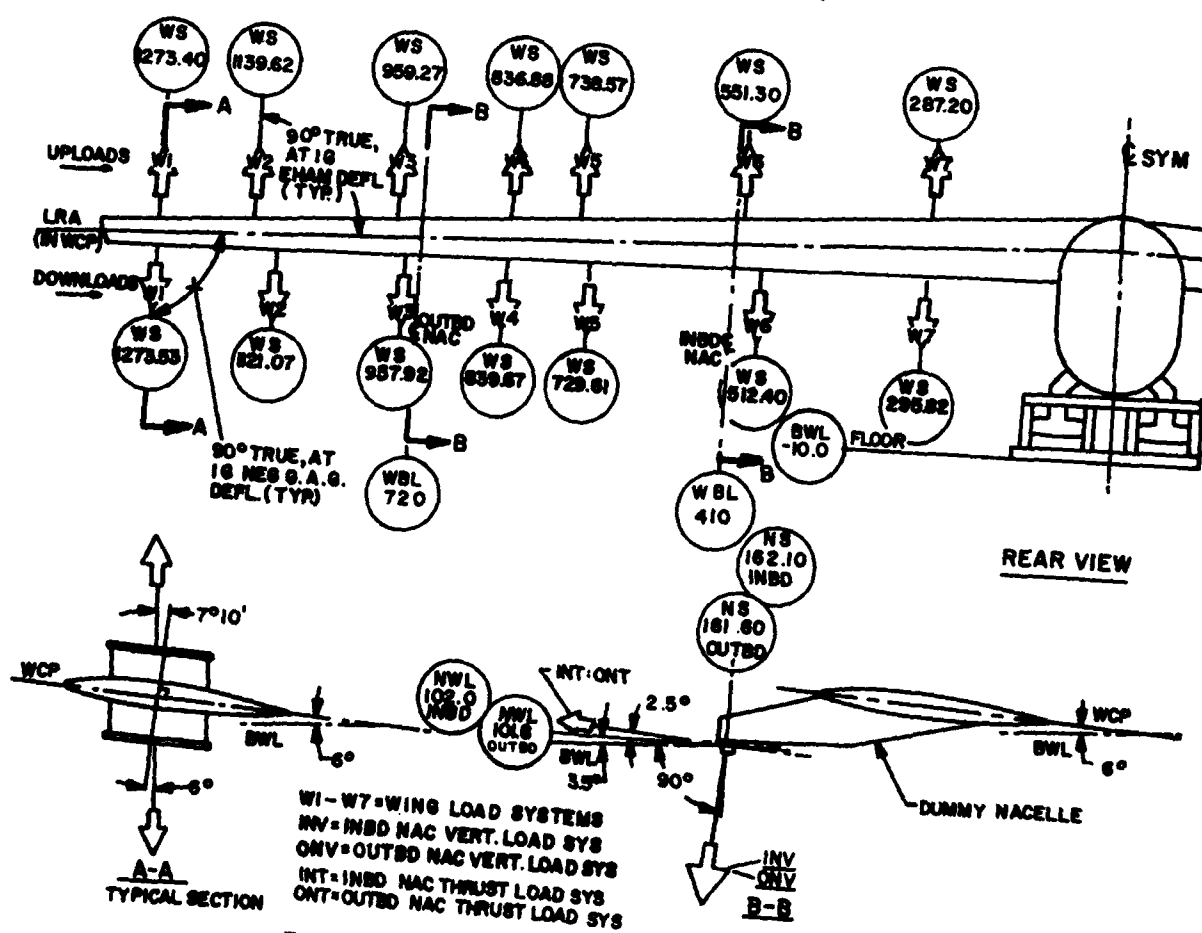 WS
1273.40
WS
1139.62
WS
959.27
WS
836.88
WS
738.57
WS
551.30
WS
287.20
A
B
B
90° TRUE,
AT 1G
EHAM DEFL
(TYP.)
UPLOADS
W1
W2
W3
W4
W5
W6
W7
℄ SYM
LRA
(IN WCP)
DOWNLOADS
W1
W2
W3
W4
W5
W6
W7
OUTBD
NAC
INBD
NAC
WS
1273.53
WS
1121.07
WS
957.92
WS
839.67
WS
729.61
WS
512.40
WS
295.82
A
B
B
BWL
-10.0
FLOOR
90° TRUE, AT
1G NEG G.A.G.
DEFL. (TYP.)
WBL
720
WBL
410
NS
162.10
INBD
NS
161.60
OUTBD
REAR VIEW
7°10'
WCP
BWL
6°
6°
A-A
TYPICAL SECTION
NWL
102.0
INBD
NWL
101.6
OUTBD
INT:ONT
2.5°
BWL
3.5°
90°
WCP
BWL
6°
DUMMY NACELLE
INV
ONV
B-B
W1-W7=WING LOAD SYSTEMS
INV=INBD NAC VERT. LOAD SYS
ONV=OUTBD NAC VERT. LOAD SYS
INT=INBD NAC THRUST LOAD SYS
ONT=OUTBD NAC THRUST LOAD SYS